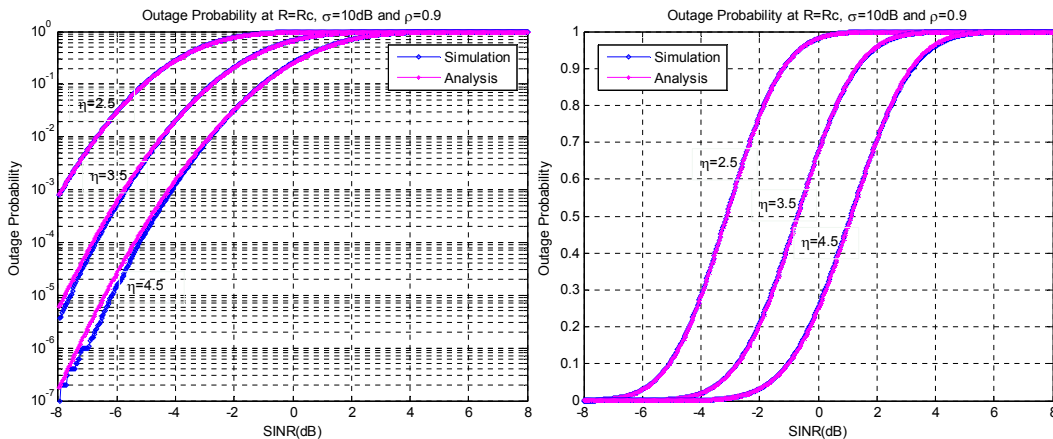 Outage Probability at R=Rc, σ=10dB and ρ=0.9
10^0
10^-1
10^-2
10^-3
10^-4
10^-5
10^-6
10^-7
Outage Probability
Simulation
Analysis
η=2.5
η=3.5
η=4.5
-8 -6 -4 -2 0 2 4 6 8
SINR(dB)
Outage Probability at R=Rc, σ=10dB and ρ=0.9
1
0.9
0.8
0.7
0.6
0.5
0.4
0.3
0.2
0.1
0
Outage Probability
Simulation
Analysis
η=2.5
η=3.5
η=4.5
-8 -6 -4 -2 0 2 4 6 8
SINR(dB)